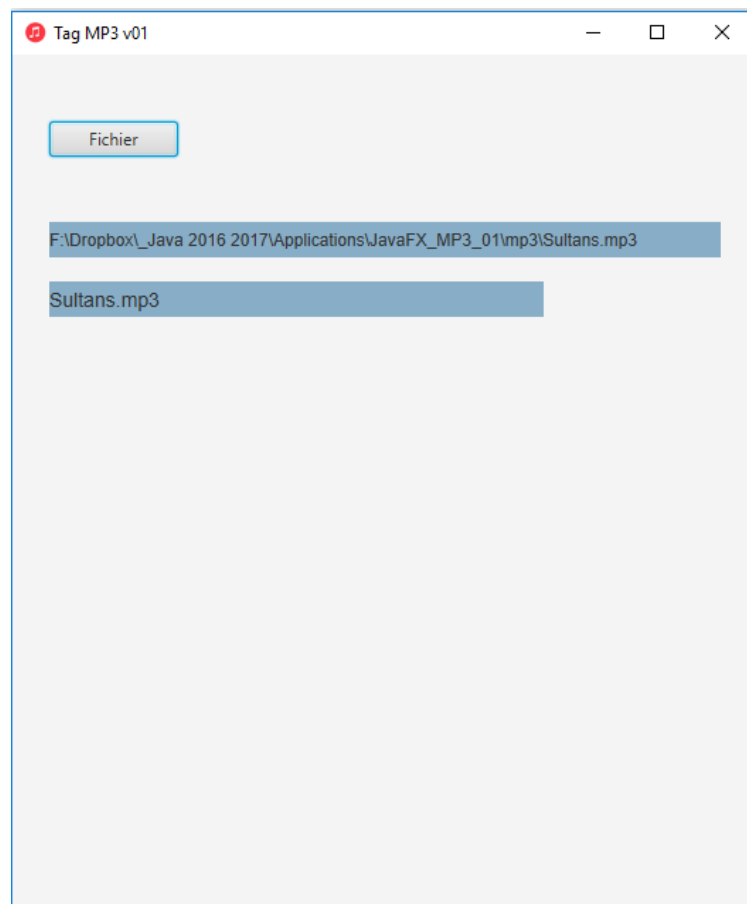 Tag MP3 v01
Fichier
F:\Dropbox\_Java 2016 2017\Applications\JavaFX_MP3_01\mp3\Sultans.mp3
Sultans.mp3